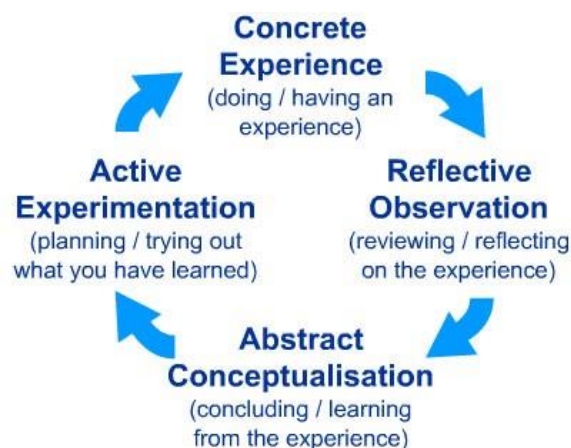 Concrete
Experience
(doing / having an
experience)
Reflective
Observation
(reviewing / reflecting
on the experience)
Abstract
Conceptualisation
(concluding / learning
from the experience)
Active
Experimentation
(planning / trying out
what you have learned)